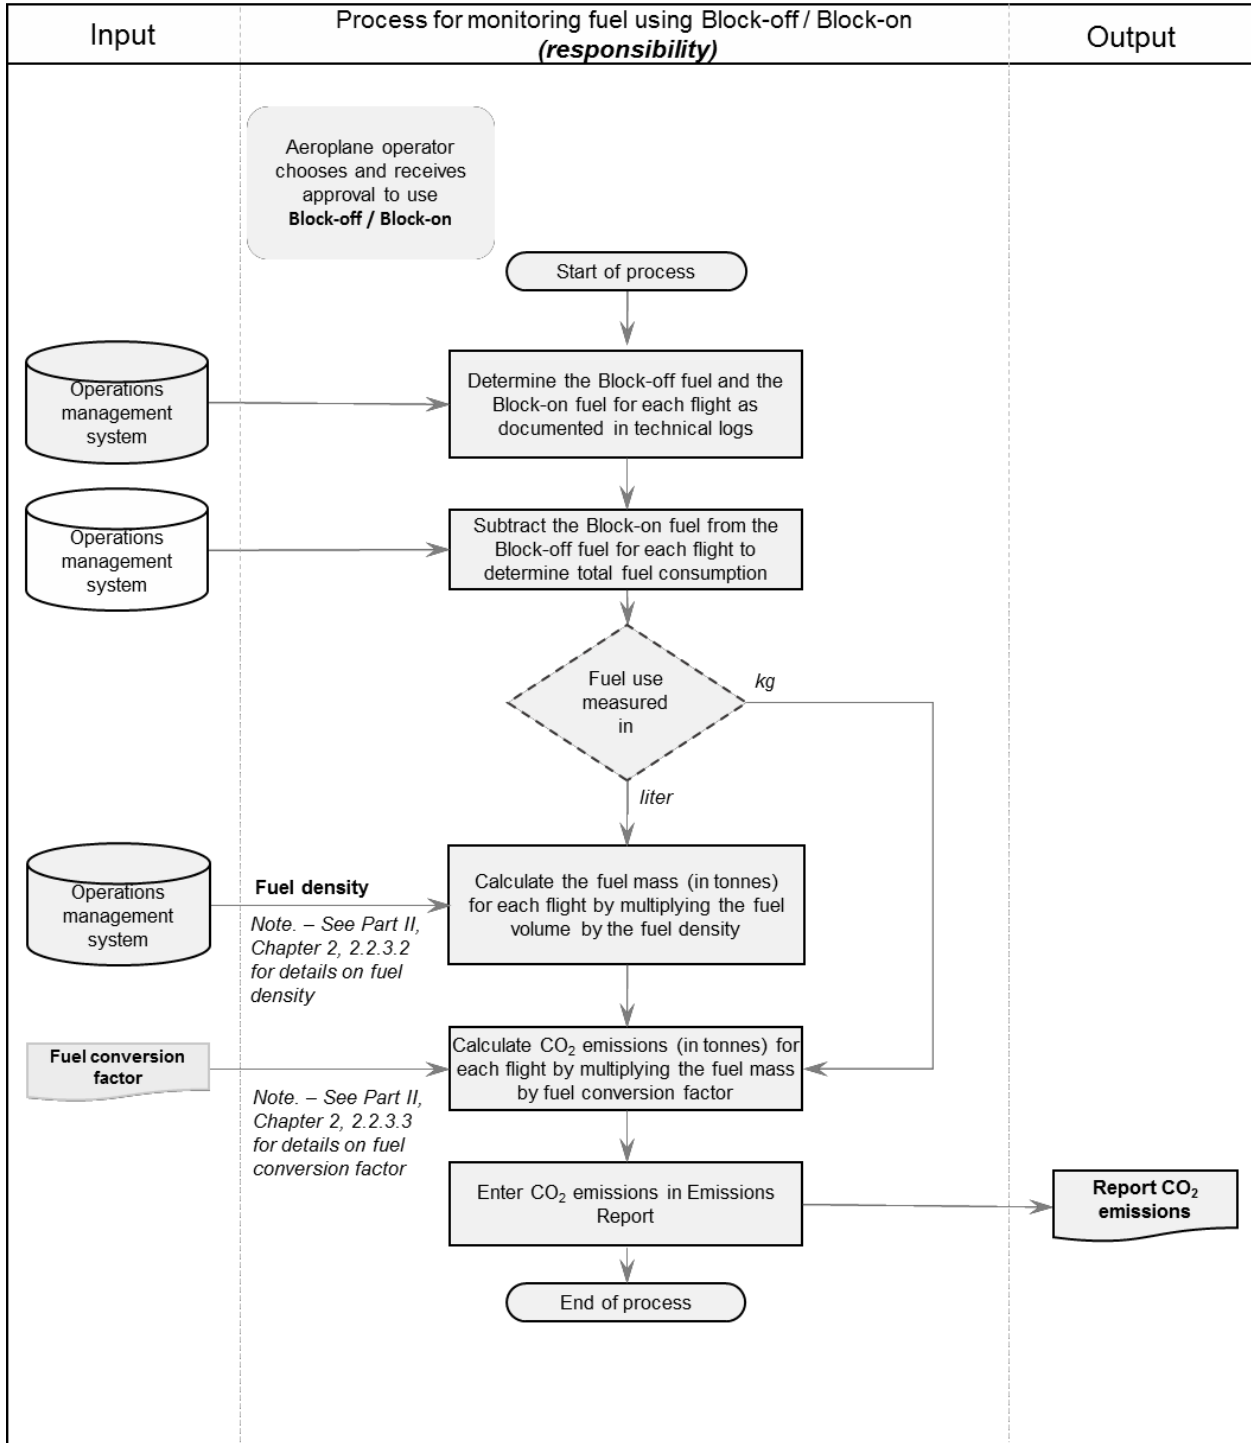 Input
Process for monitoring fuel using Block-off / Block-on
(responsibility)
Output
Aeroplane operator
chooses and receives
approval to use
Block-off / Block-on
Start of process
Operations
management
system
Determine the Block-off fuel and the
Block-on fuel for each flight as
documented in technical logs
Operations
management
system
Subtract the Block-on fuel from the
Block-off fuel for each flight to
determine total fuel consumption
Fuel use
measured
in
kg
liter
Operations
management
system
Fuel density
Note. – See Part II,
Chapter 2, 2.2.3.2
for details on fuel
density
Calculate the fuel mass (in tonnes)
for each flight by multiplying the fuel
volume by the fuel density
Fuel conversion
factor
Note. – See Part II,
Chapter 2, 2.2.3.3
for details on fuel
conversion factor
Calculate CO₂ emissions (in tonnes) for
each flight by multiplying the fuel mass
by fuel conversion factor
Enter CO₂ emissions in Emissions
Report
Report CO₂
emissions
End of process